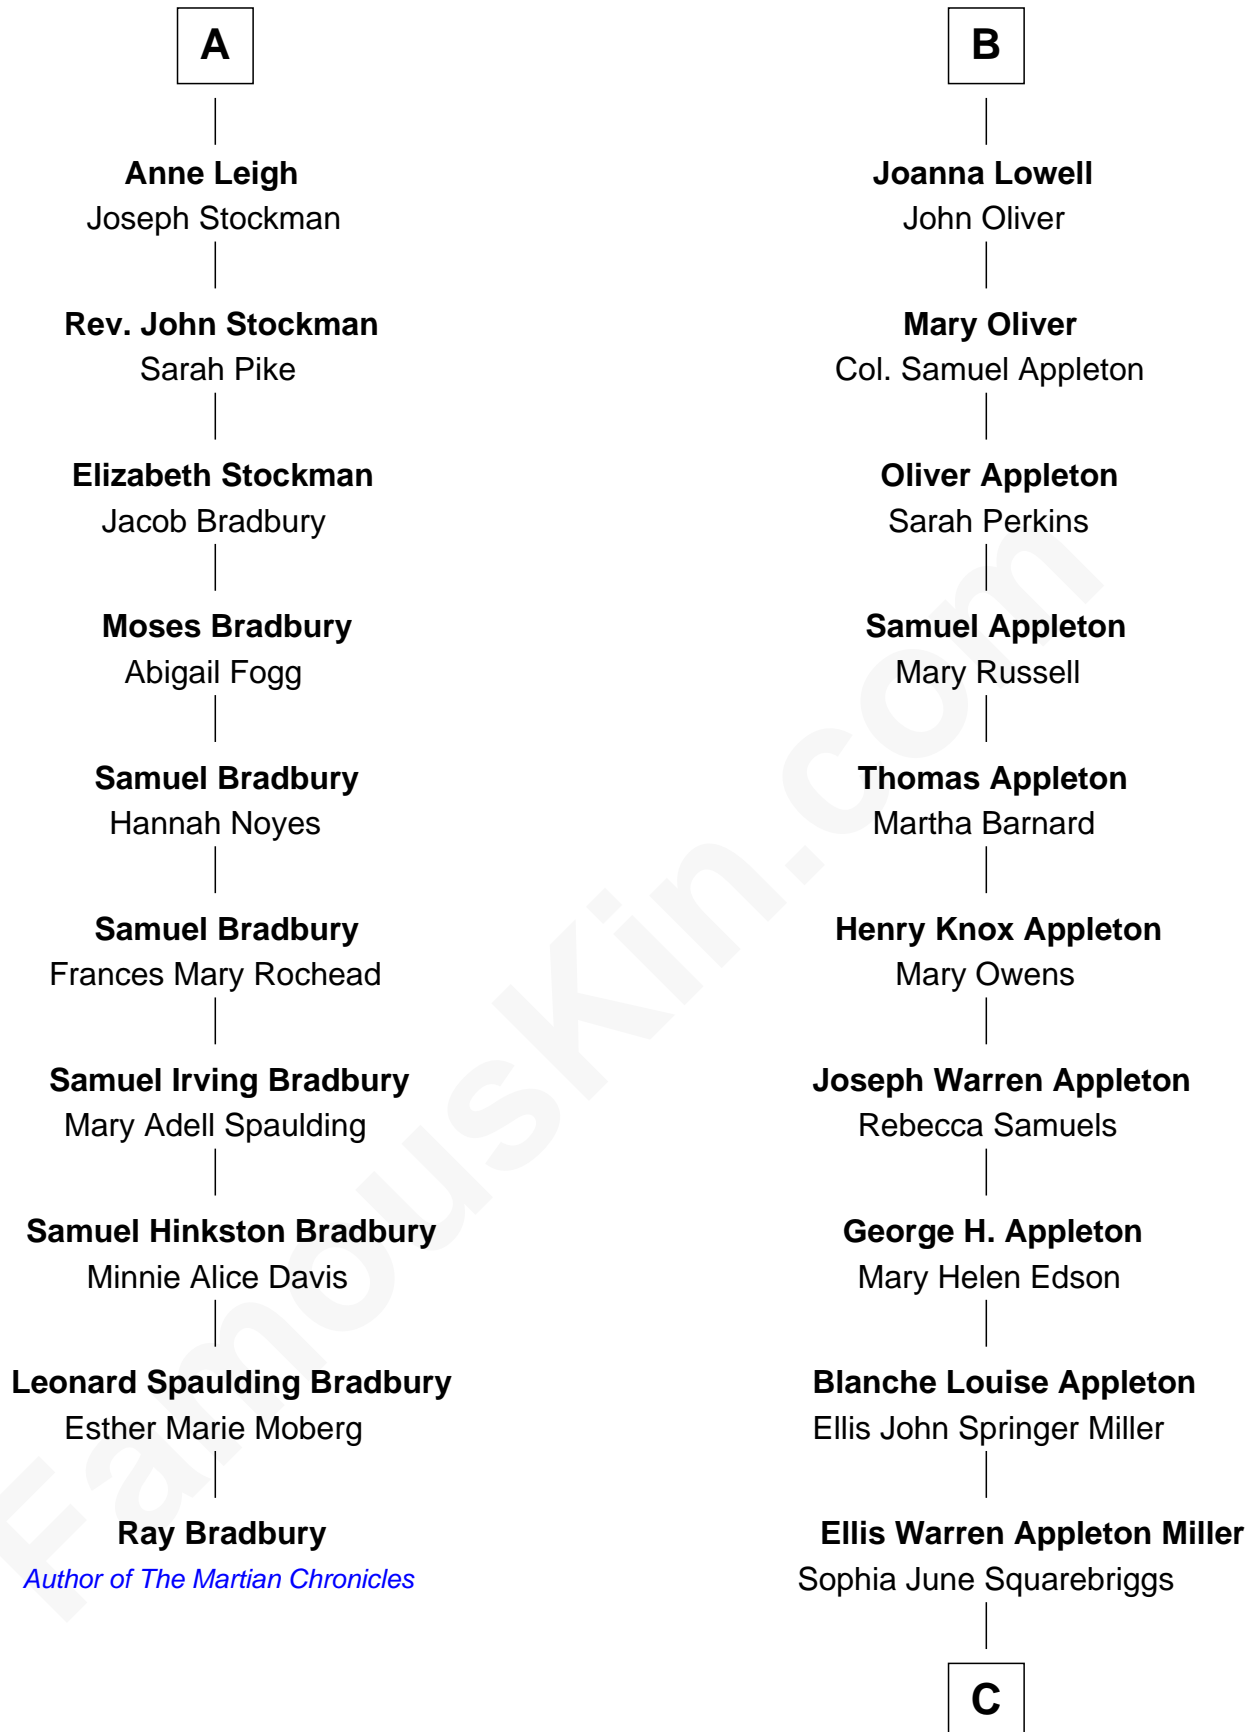 A
Anne Leigh
Joseph Stockman
Rev. John Stockman
Sarah Pike
Elizabeth Stockman
Jacob Bradbury
Moses Bradbury
Abigail Fogg
Samuel Bradbury
Hannah Noyes
Samuel Bradbury
Frances Mary Rochead
Samuel Irving Bradbury
Mary Adell Spaulding
Samuel Hinkston Bradbury
Minnie Alice Davis
Leonard Spaulding Bradbury
Esther Marie Moberg
Ray Bradbury
Author of The Martian Chronicles
B
Joanna Lowell
John Oliver
Mary Oliver
Col. Samuel Appleton
Oliver Appleton
Sarah Perkins
Samuel Appleton
Mary Russell
Thomas Appleton
Martha Barnard
Henry Knox Appleton
Mary Owens
Joseph Warren Appleton
Rebecca Samuels
George H. Appleton
Mary Helen Edson
Blanche Louise Appleton
Ellis John Springer Miller
Ellis Warren Appleton Miller
Sophia June Squarebriggs
C
FamousKin.com